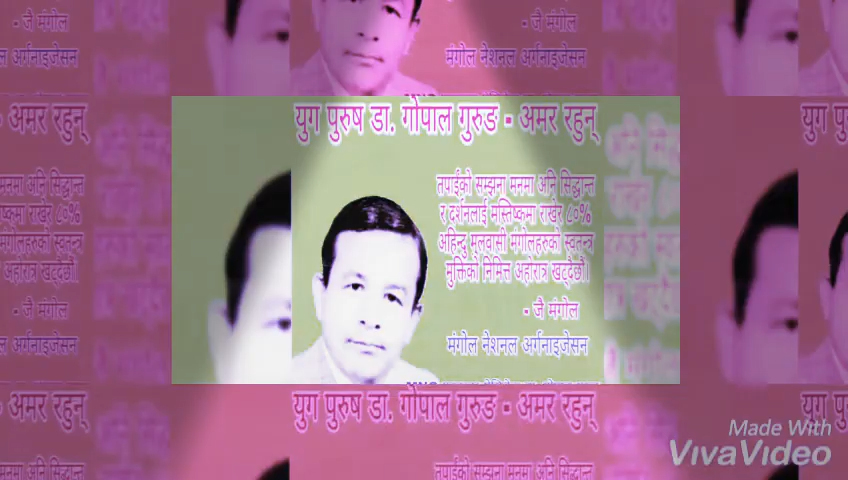 युग पुरुष डा. गोपाल गुरुङ - अमर रहुन्
तपाईंको सम्झना मनमा अनि सिद्धान्त
र दर्शनलाई मस्तिष्कमा राखेर ८०%
अहिन्दु मूलवासी मंगोलहरुको स्वतन्त्र
मुक्तिको निमित्त अहोरात्र खट्दैछौं।
- जै मंगोल
मंगोल नेशनल अर्गनाइजेसन
Made With
VivaVideo